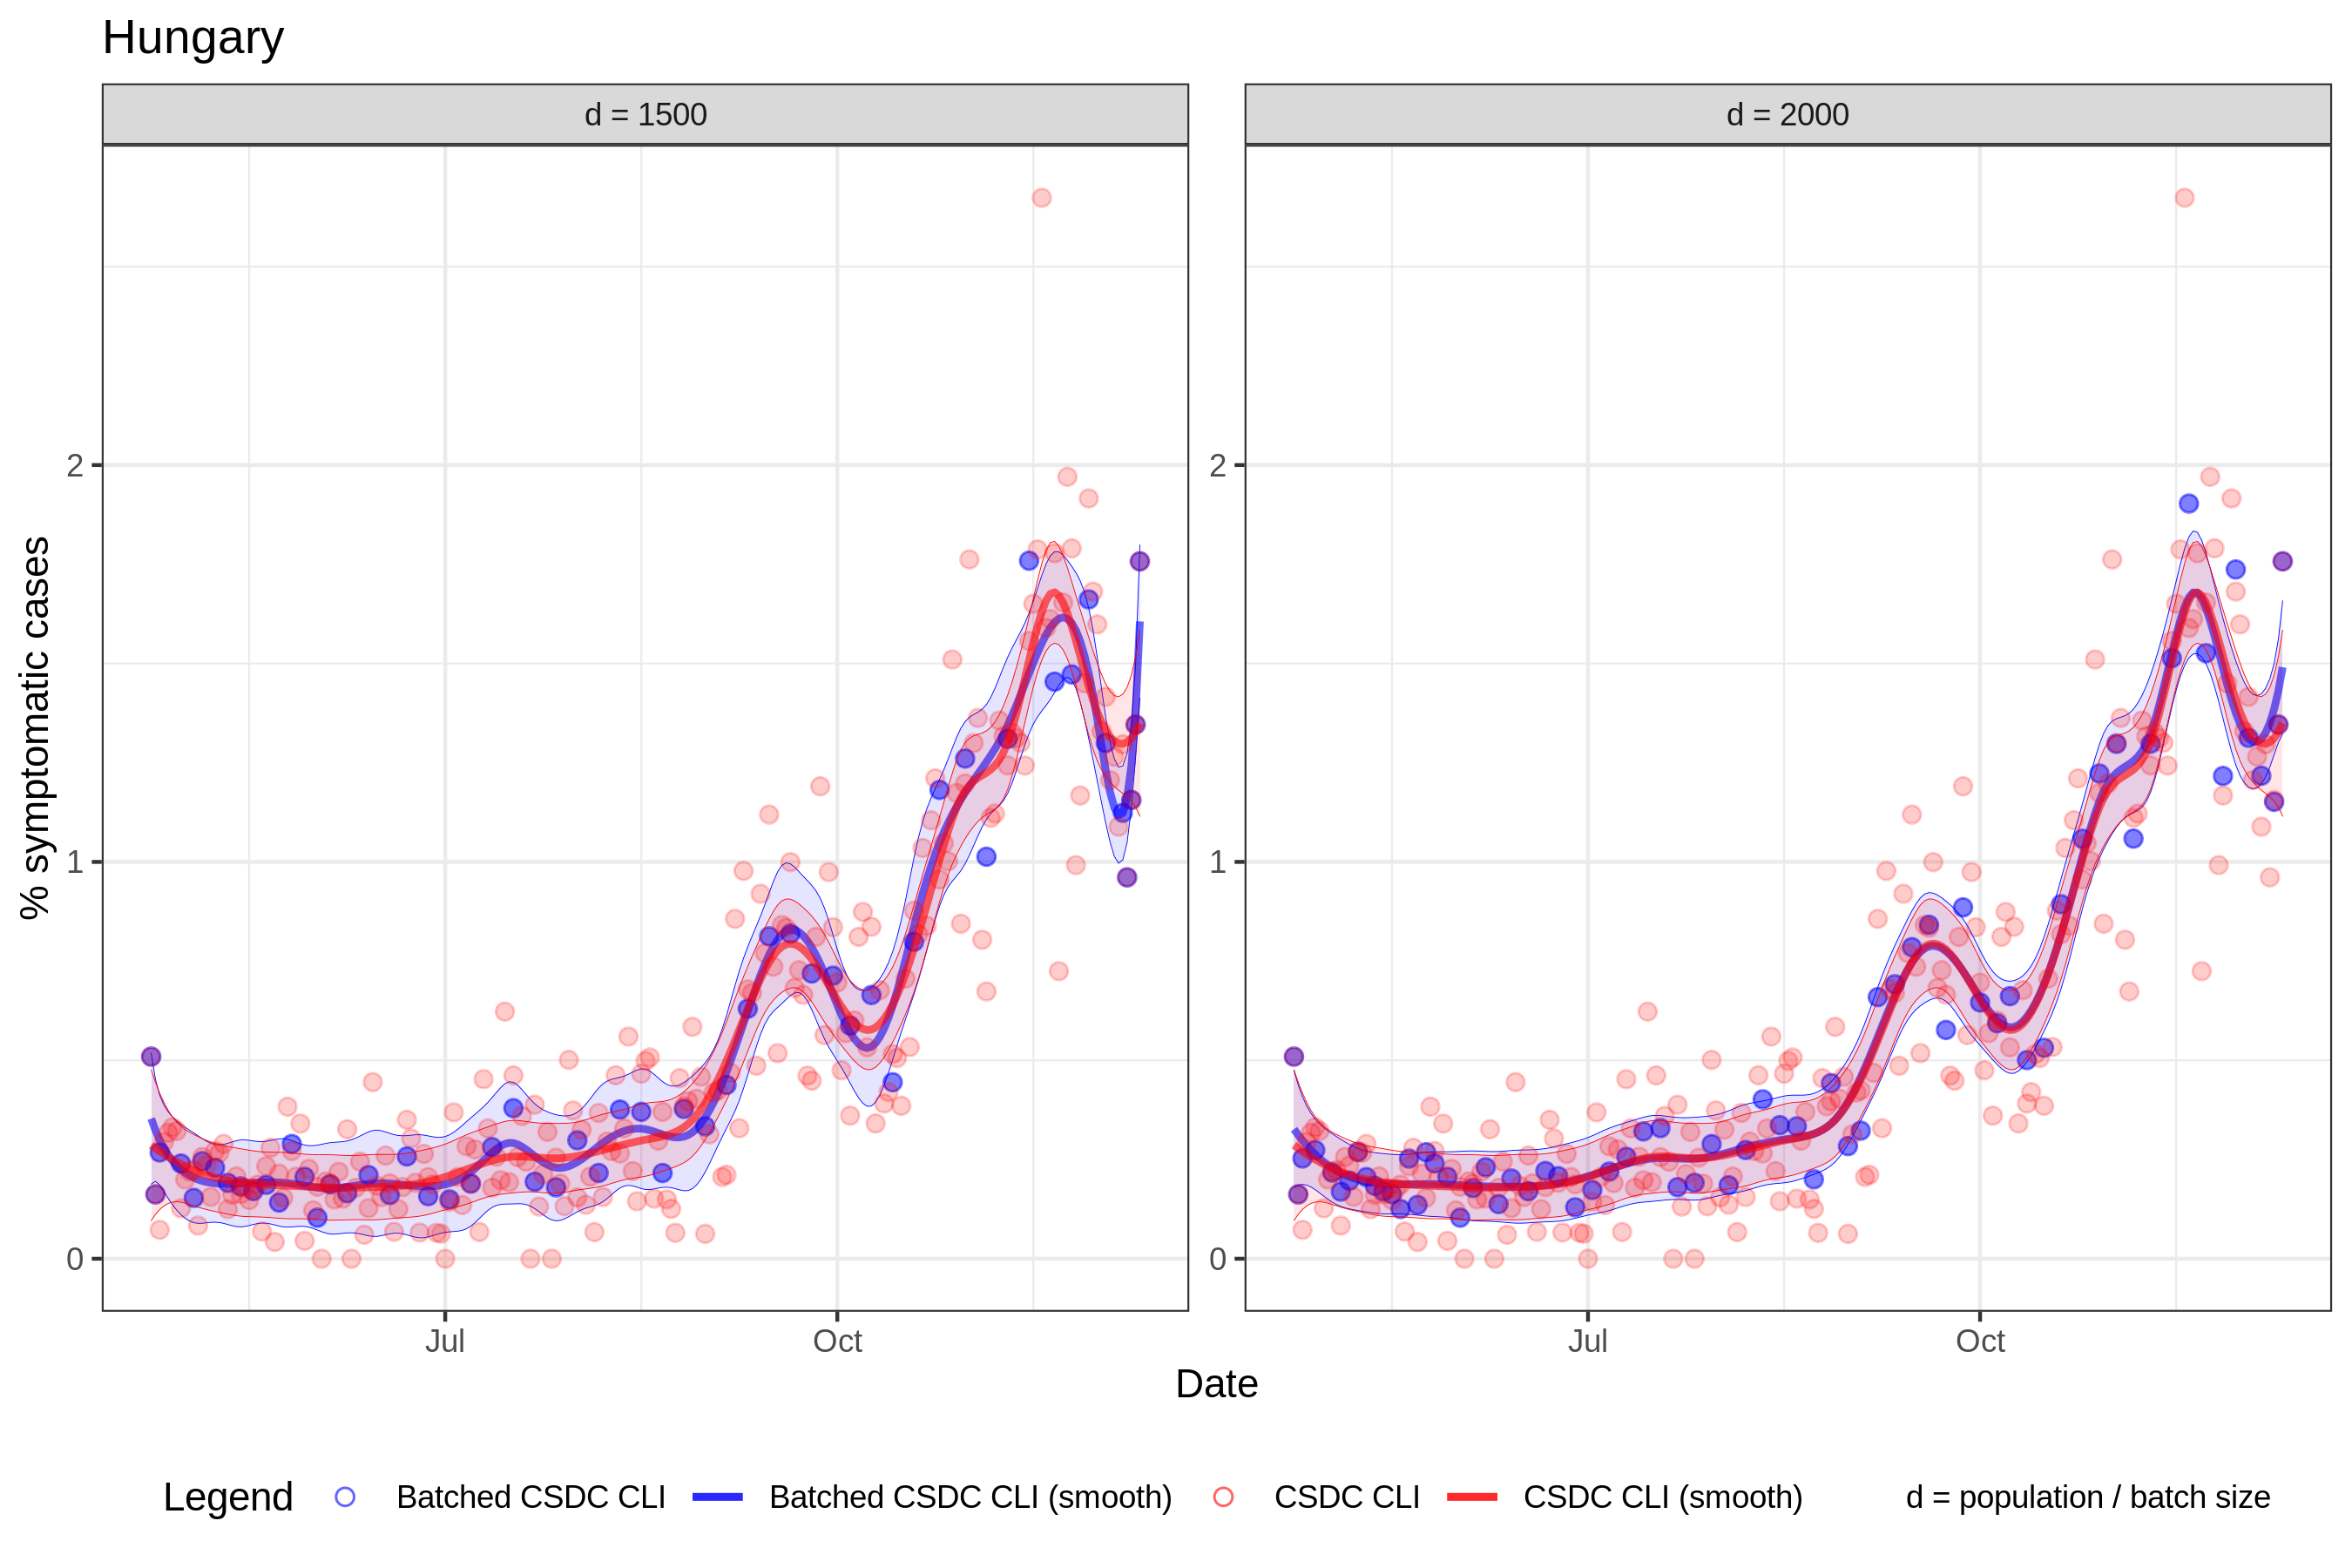 Hungary
d = 1500
d = 2000
% symptomatic cases
2
1
0
2
1
0
Jul
Oct
Jul
Oct
Date
Legend Batched CSDC CLI Batched CSDC CLI (smooth) CSDC CLI CSDC CLI (smooth) d = population / batch size